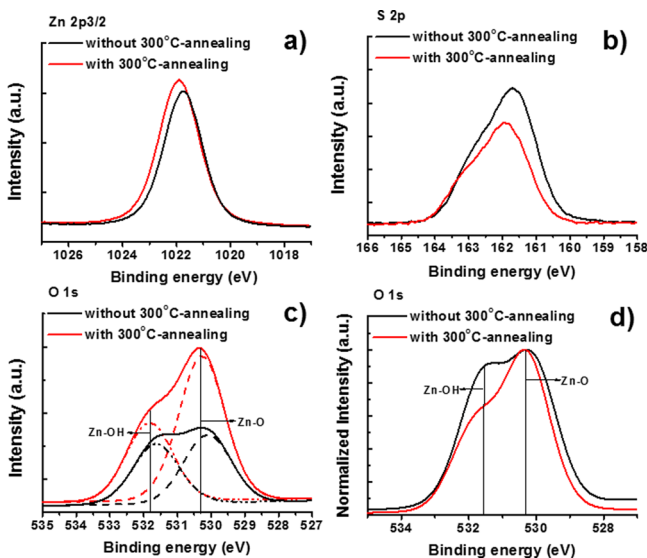 Zn 2p3/2
without 300°C-annealing
with 300°C-annealing
a)
Intensity (a.u.)
1026 1024 1022 1020 1018
Binding energy (eV)
S 2p
without 300°C-annealing
with 300°C-annealing
b)
Intensity (a.u.)
166 165 164 163 162 161 160 159 158
Binding energy (eV)
O 1s
without 300°C-annealing
with 300°C-annealing
c)
Zn-OH
Zn-O
Intensity (a.u.)
535 534 533 532 531 530 529 528 527
Binding energy (eV)
O 1s
without 300°C-annealing
with 300°C-annealing
d)
Zn-OH
Zn-O
Normalized Intensity (a.u.)
534 532 530 528
Binding energy (eV)